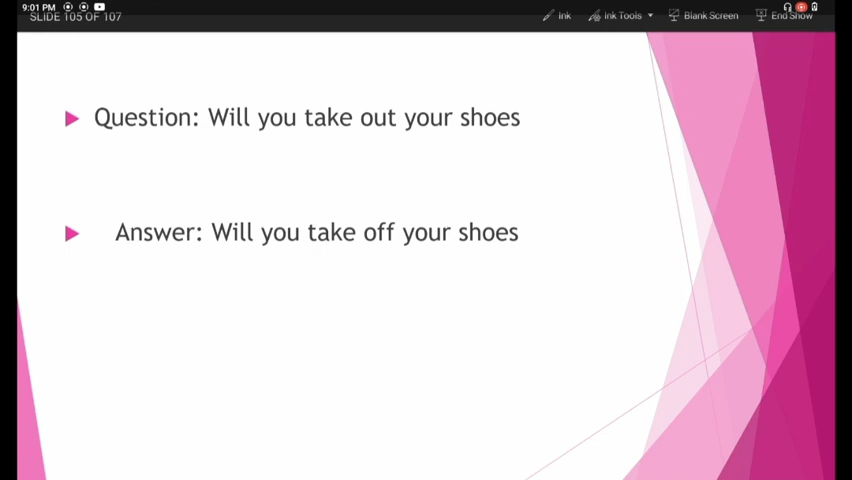 9:01 PM
SLIDE 105 OF 107
Ink
Ink Tools
Blank Screen
End Show
Question: Will you take out your shoes
Answer: Will you take off your shoes